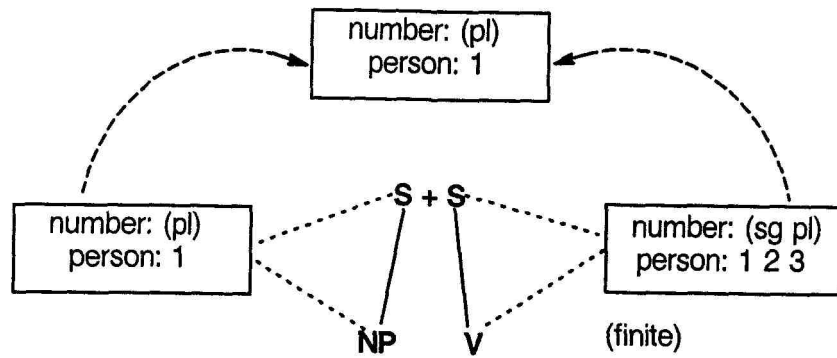 number: (pl)
person: 1
S + S
number: (pl)
person: 1
number: (sg pl)
person: 1 2 3
NP
V
(finite)